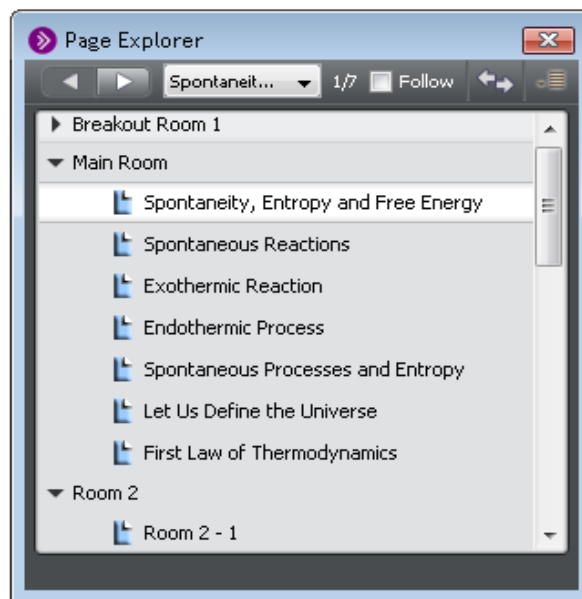 Page Explorer
Spontaneit... 1/7 Follow
Breakout Room 1
Main Room
Spontaneity, Entropy and Free Energy
Spontaneous Reactions
Exothermic Reaction
Endothermic Process
Spontaneous Processes and Entropy
Let Us Define the Universe
First Law of Thermodynamics
Room 2
Room 2 - 1